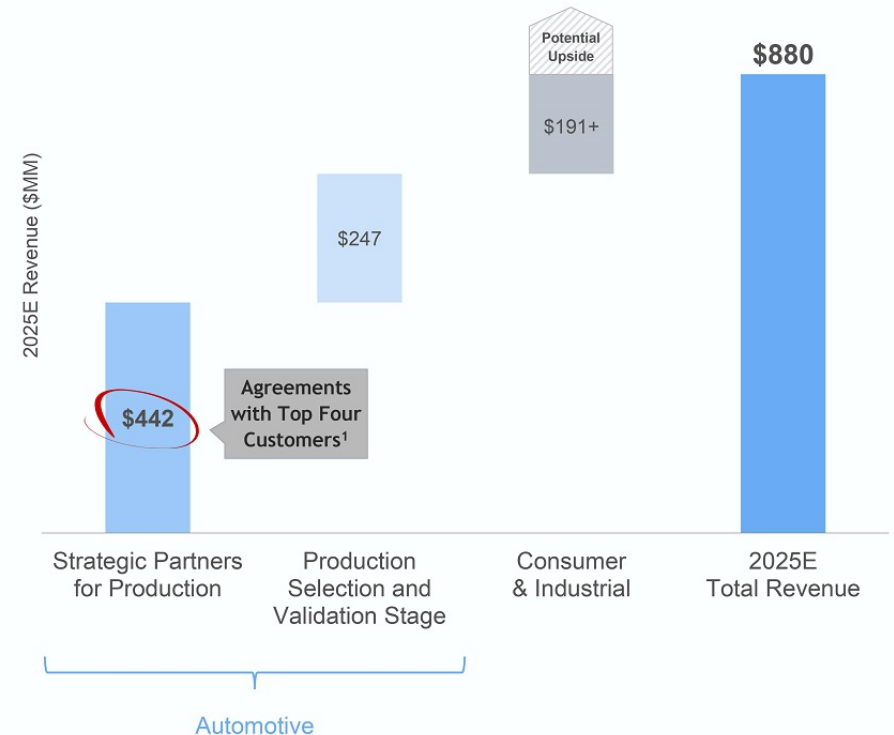 Potential
Upside
$880
$191+
2025E Revenue ($MM)
$247
Agreements
with Top Four
Customers¹
$442
Strategic Partners
for Production
Production
Selection and
Validation Stage
Consumer
& Industrial
2025E
Total Revenue
Automotive